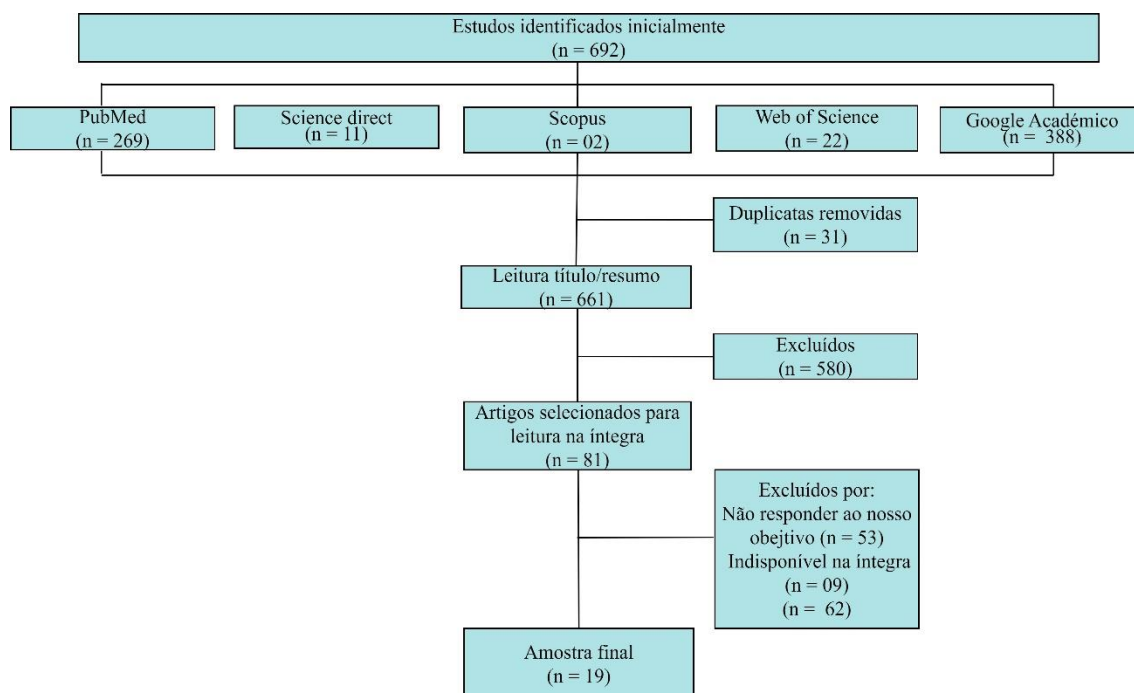 Estudos identificados inicialmente
(n = 692)
PubMed
(n = 269)
Science direct
(n = 11)
Scopus
(n = 02)
Web of Science
(n = 22)
Google Académico
(n = 388)
Duplicatas removidas
(n = 31)
Leitura título/resumo
(n = 661)
Excluídos
(n = 580)
Artigos selecionados para
leitura na íntegra
(n = 81)
Excluídos por:
Não responder ao nosso
obejtivo (n = 53)
Indisponível na íntegra
(n = 09)
(n = 62)
Amostra final
(n = 19)